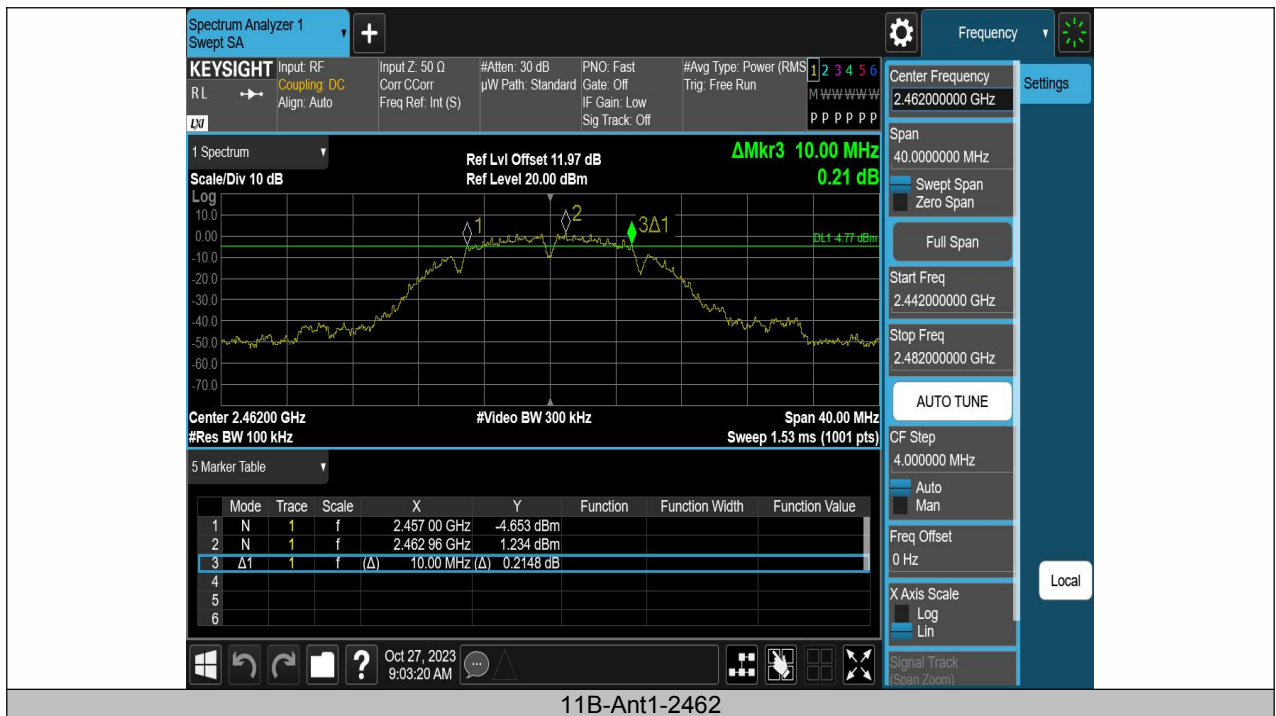 Spectrum Analyzer 1
Swept SA
+
Frequency
KEYSIGHT
RL
LXI
Input: RF
Coupling: DC
Align: Auto
Input Z: 50 Ω
Corr CCorr
Freq Ref: Int (S)
#Atten: 30 dB
µW Path: Standard
PNO: Fast
Gate: Off
IF Gain: Low
Sig Track: Off
#Avg Type: Power (RMS
Trig: Free Run
1 2 3 4 5 6
M W W W W W
P P P P P P
1 Spectrum
Ref Lvl Offset 11.97 dB
ΔMkr3 10.00 MHz
Scale/Div 10 dB
Ref Level 20.00 dBm
0.21 dB
Log
10.0
0.00
-10.0
-20.0
-30.0
-40.0
-50.0
-60.0
-70.0
1
2
3Δ1
DL1 -4.77 dBm
Center 2.46200 GHz
#Video BW 300 kHz
Span 40.00 MHz
#Res BW 100 kHz
Sweep 1.53 ms (1001 pts)
5 Marker Table
Mode Trace Scale X Y Function Function Width Function Value
1 N 1 f 2.457 00 GHz -4.653 dBm
2 N 1 f 2.462 96 GHz 1.234 dBm
3 Δ1 1 f (Δ) 10.00 MHz (Δ) 0.2148 dB
4
5
6
?
Oct 27, 2023
9:03:20 AM
Center Frequency
2.462000000 GHz
Span
40.0000000 MHz
Swept Span
Zero Span
Full Span
Start Freq
2.442000000 GHz
Stop Freq
2.482000000 GHz
AUTO TUNE
CF Step
4.000000 MHz
Auto
Man
Freq Offset
0 Hz
X Axis Scale
Log
Lin
Signal Track
(Span Zoom)
Settings
Local
11B-Ant1-2462